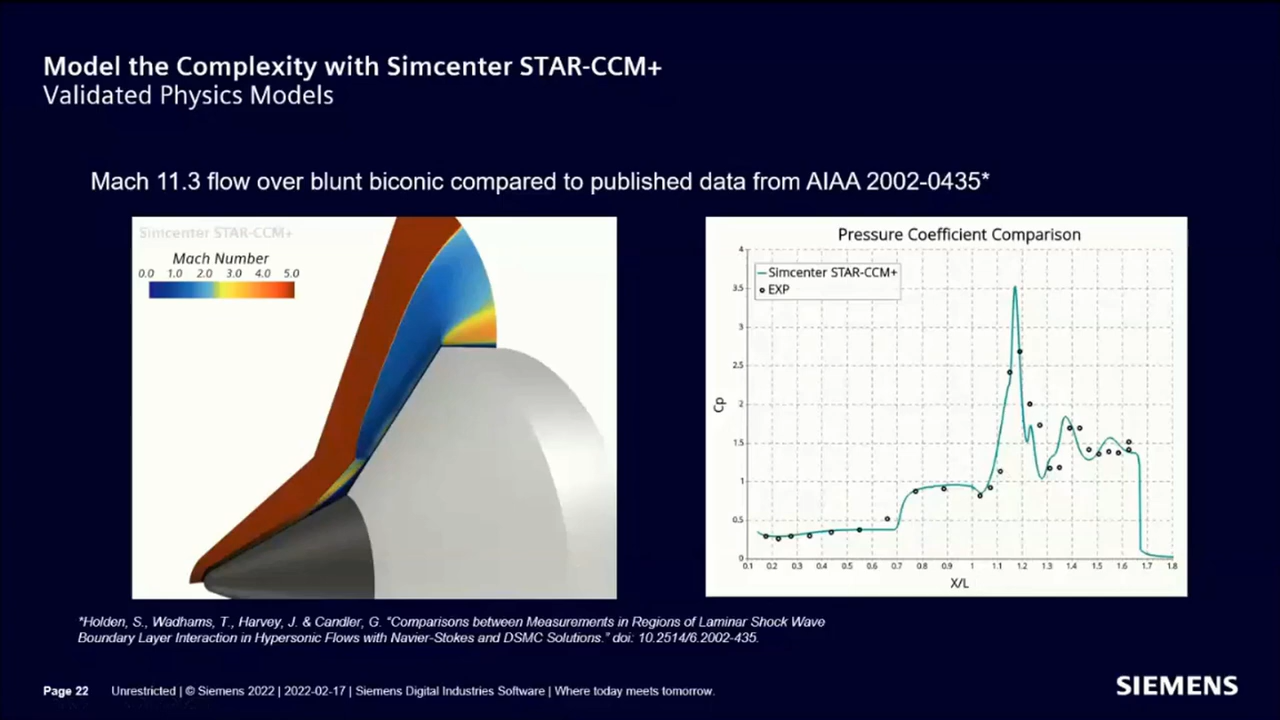 Model the Complexity with Simcenter STAR-CCM+
Validated Physics Models
Mach 11.3 flow over blunt biconic compared to published data from AIAA 2002-0435*
Simcenter STAR-CCM+
Mach Number
0.0 1.0 2.0 3.0 4.0 5.0
Pressure Coefficient Comparison
Simcenter STAR-CCM+
EXP
4
3.5
3
2.5
2
1.5
1
0.5
0
Cp
0.1 0.2 0.3 0.4 0.5 0.6 0.7 0.8 0.9 1 1.1 1.2 1.3 1.4 1.5 1.6 1.7 1.8
X/L
*Holden, S., Wadhams, T., Harvey, J. & Candler, G. “Comparisons between Measurements in Regions of Laminar Shock Wave
Boundary Layer Interaction in Hypersonic Flows with Navier-Stokes and DSMC Solutions.” doi: 10.2514/6.2002-435.
Page 22 Unrestricted | © Siemens 2022 | 2022-02-17 | Siemens Digital Industries Software | Where today meets tomorrow.
SIEMENS